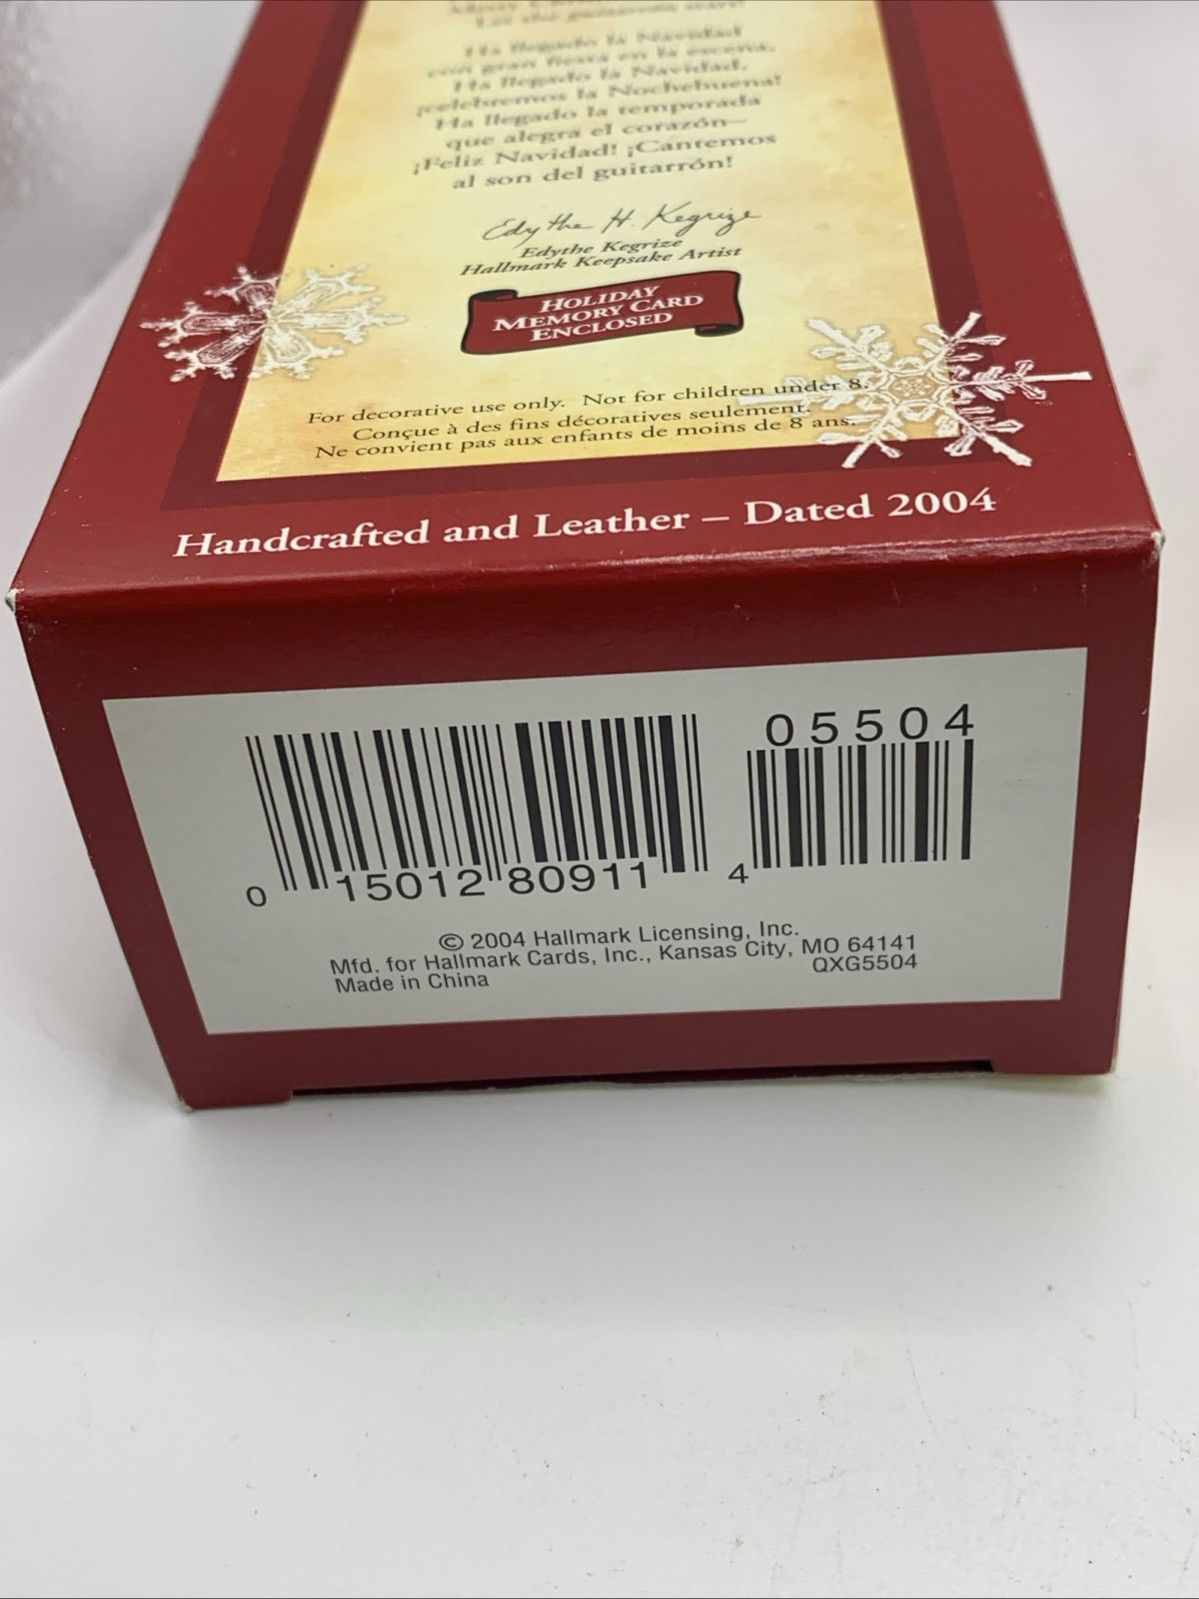 Let the guitarrón start!
Ha llegado la Navidad
con gran fiesta en la escena.
Ha llegado la Navidad,
¡celebremos la Nochebuena!
Ha llegado la temporada
que alegra el corazón—
¡Feliz Navidad! ¡Cantemos
al son del guitarrón!
Edythe H. Kegrize
Edythe Kegrize
Hallmark Keepsake Artist
HOLIDAY
MEMORY CARD
ENCLOSED
For decorative use only. Not for children under 8.
Conçue à des fins décoratives seulement.
Ne convient pas aux enfants de moins de 8 ans.
Handcrafted and Leather – Dated 2004
05504
0 15012 80911 4
© 2004 Hallmark Licensing, Inc.
Mfd. for Hallmark Cards, Inc., Kansas City, MO 64141
Made in China QXG5504